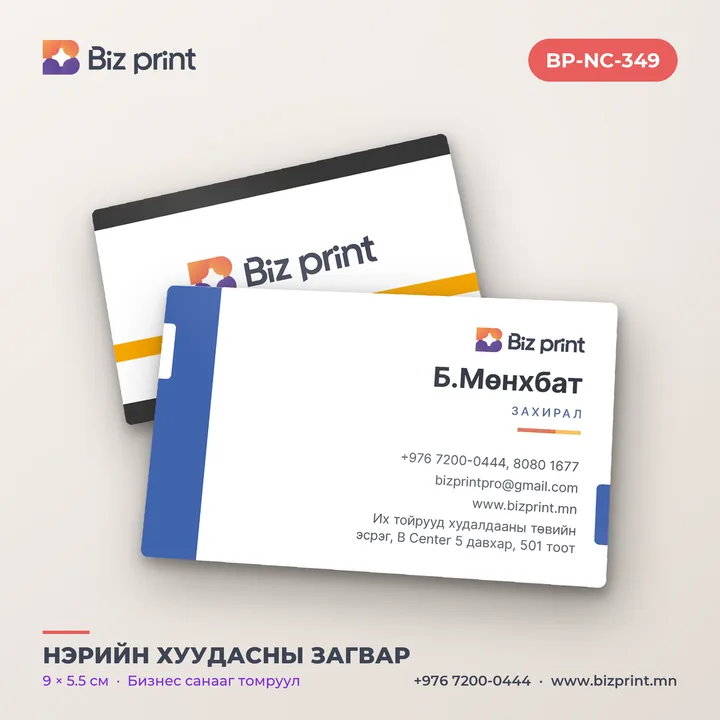 Biz print
BP-NC-349
Biz print
Biz print
Б.Мөнхбат
ЗАХИРАЛ
+976 7200-0444, 8080 1677
bizprintpro@gmail.com
www.bizprint.mn
Их тойрууд худалдааны төвийн
эсрэг, B Center 5 давхар, 501 тоот
НЭРИЙН ХУУДАСНЫ ЗАГВАР
9 × 5.5 см · Бизнес санааг томруул
+976 7200-0444 · www.bizprint.mn